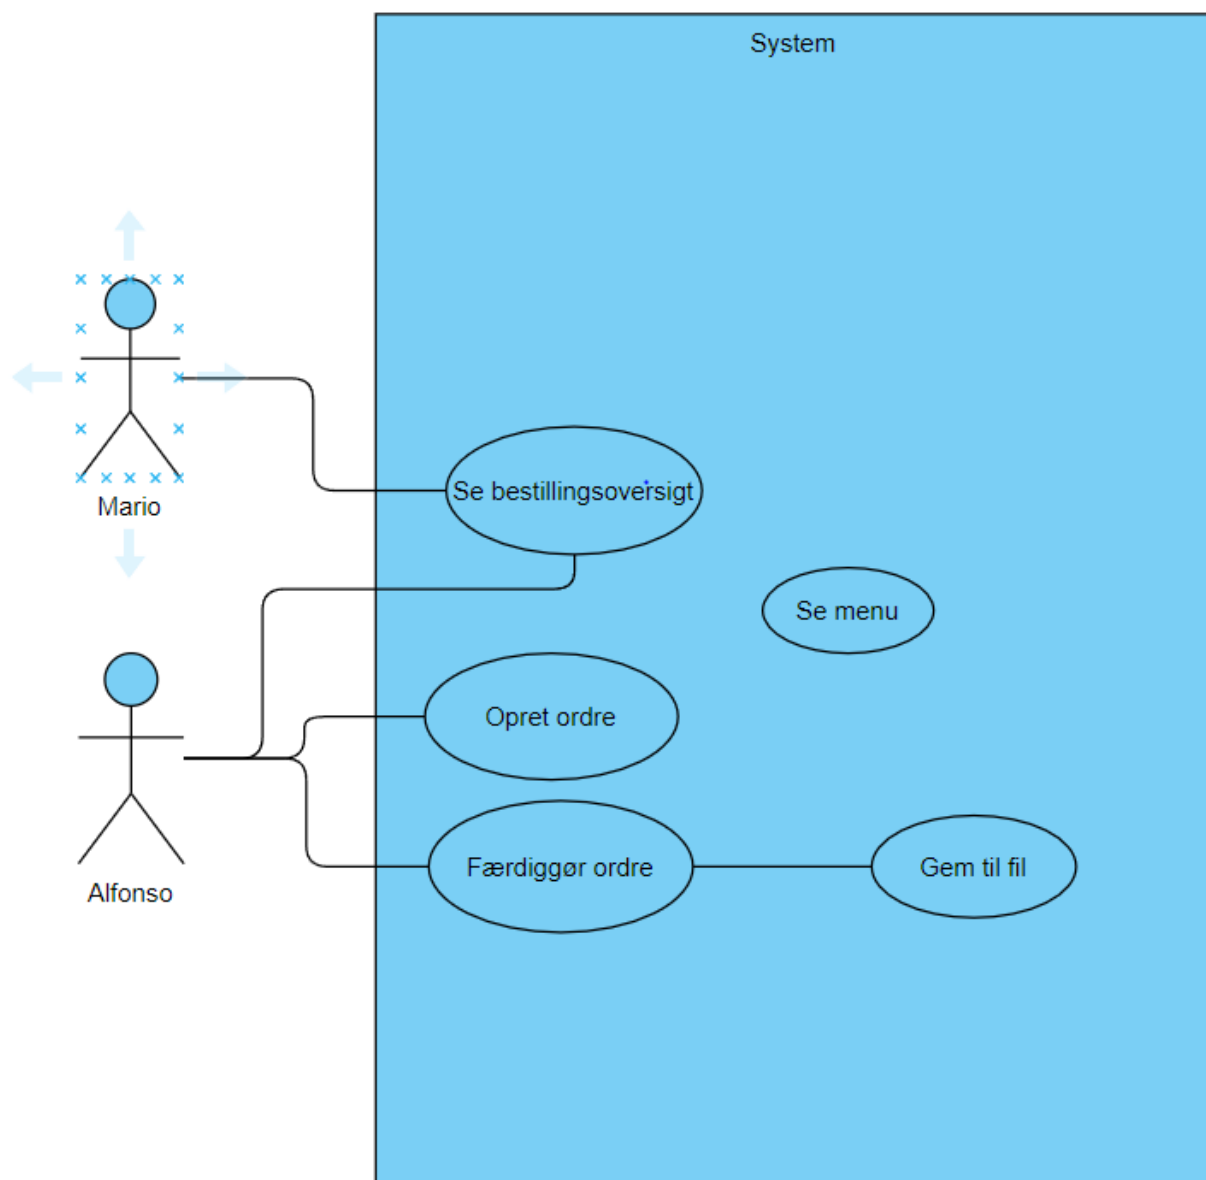 System
Mario
Se bestillingsoversigt
Se menu
Opret ordre
Færdiggør ordre
Gem til fil
Alfonso